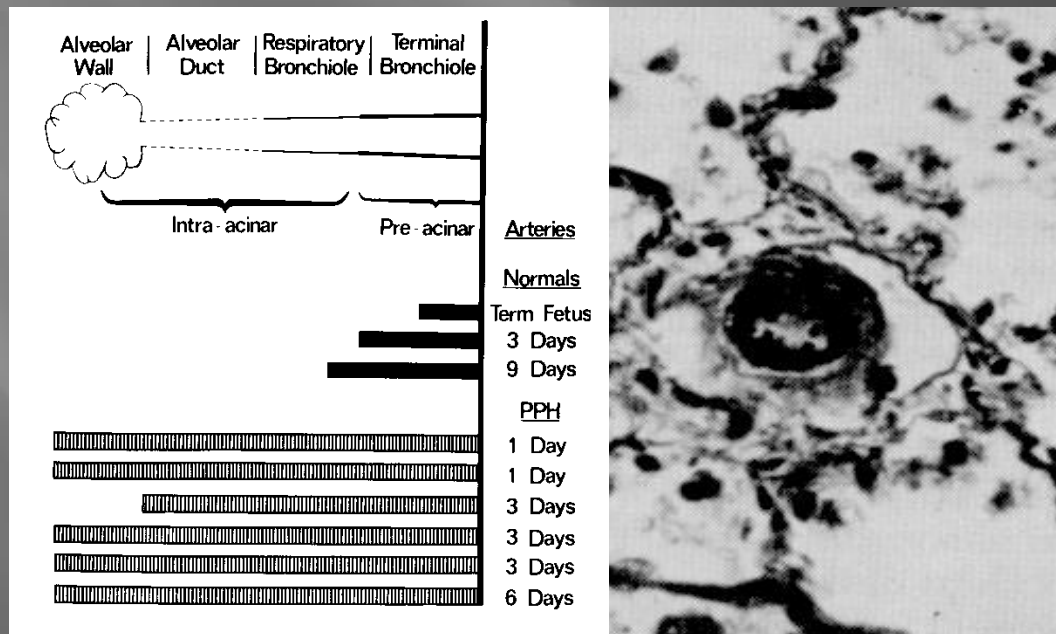 Alveolar Wall
Alveolar Duct
Respiratory Bronchiole
Terminal Bronchiole
Intra-acinar
Pre-acinar
Arteries
Normals
Term Fetus
3 Days
9 Days
PPH
1 Day
1 Day
3 Days
3 Days
3 Days
6 Days